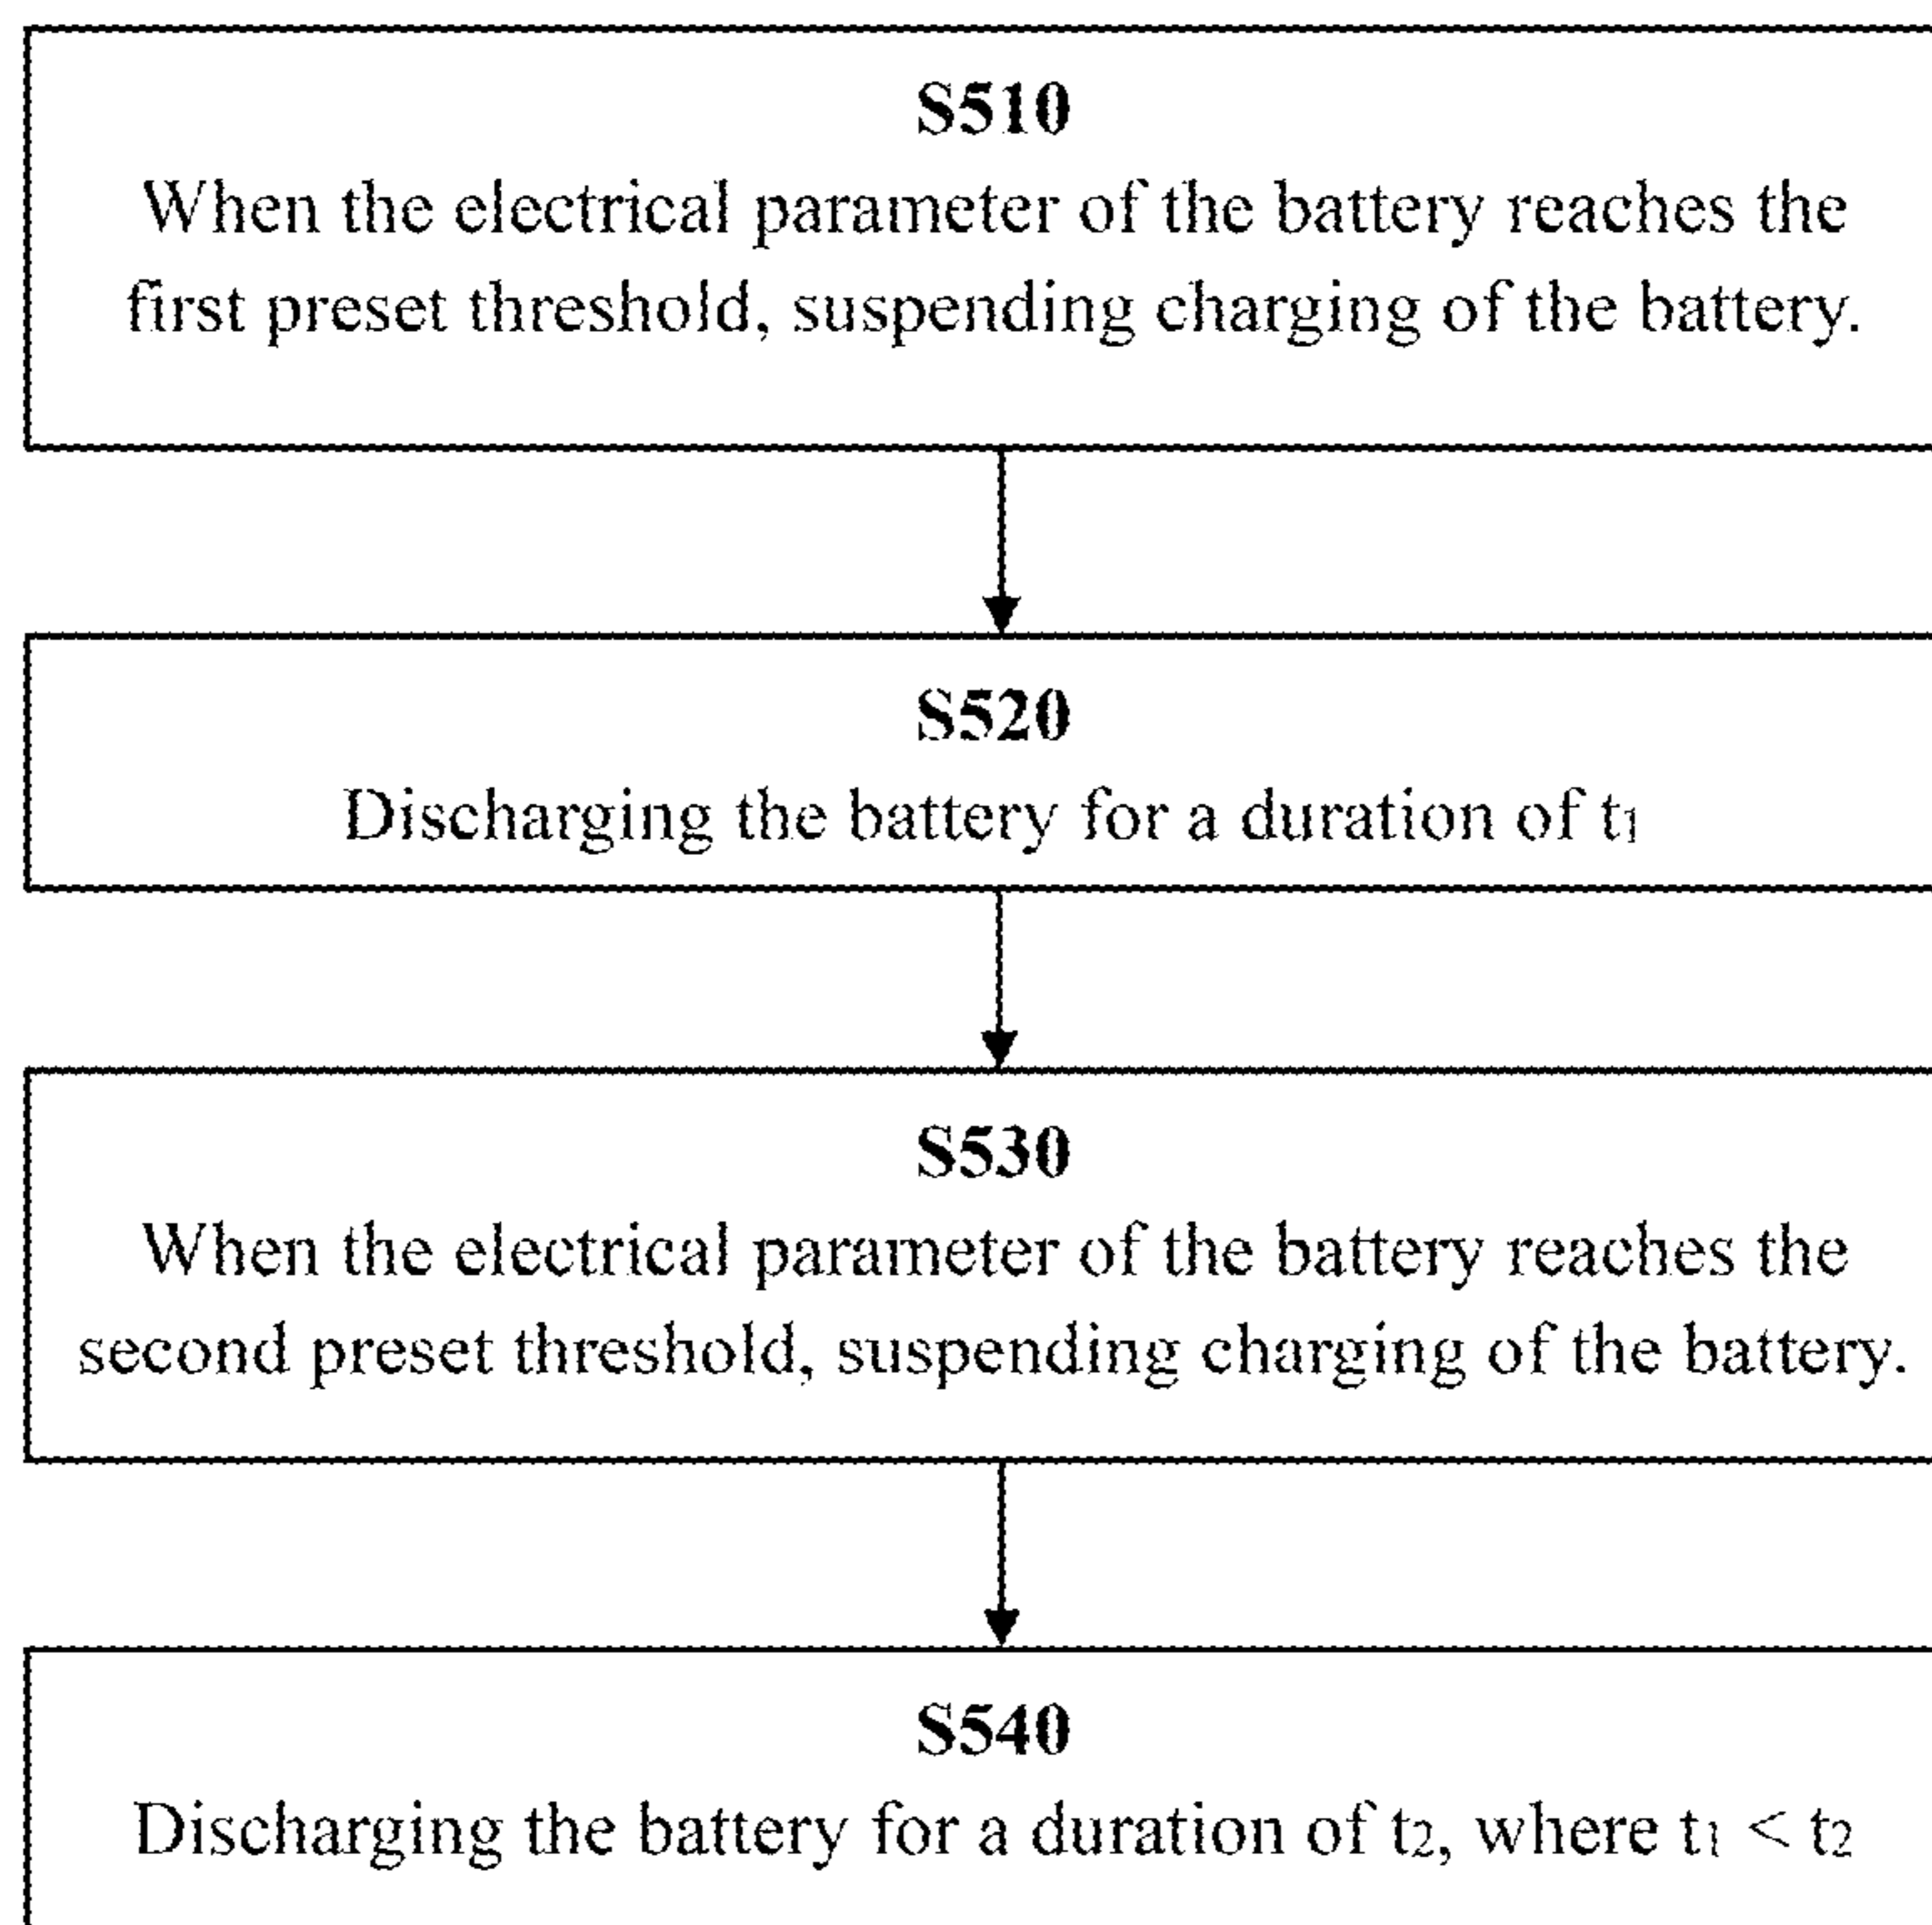 S510
When the electrical parameter of the battery reaches the
first preset threshold, suspending charging of the battery.
S520
Discharging the battery for a duration of t₁
S530
When the electrical parameter of the battery reaches the
second preset threshold, suspending charging of the battery.
S540
Discharging the battery for a duration of t₂, where t₁ < t₂